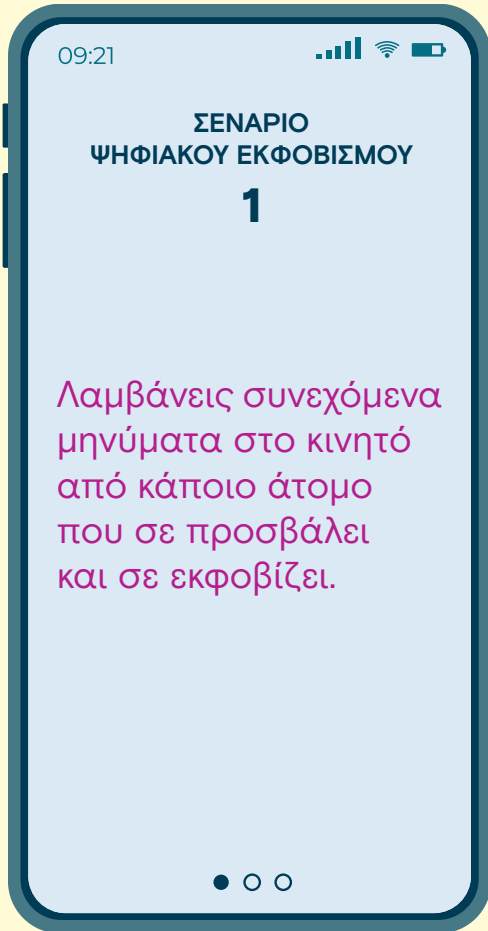 09:21
ΣΕΝΑΡΙΟ
ΨΗΦΙΑΚΟΥ ΕΚΦΟΒΙΣΜΟΥ
1
Λαμβάνεις συνεχόμενα
μηνύματα στο κινητό
από κάποιο άτομο
που σε προσβάλει
και σε εκφοβίζει.